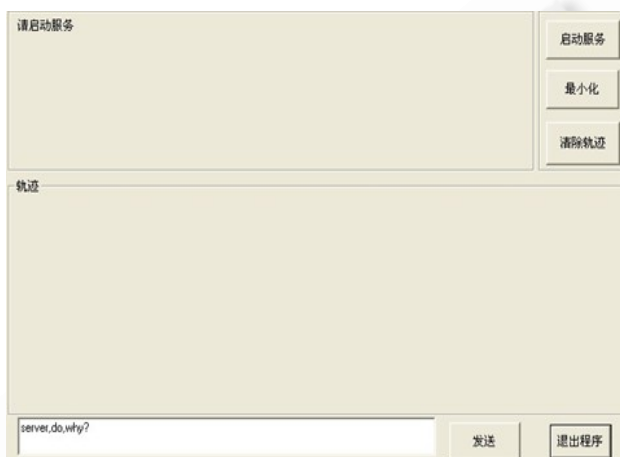 请启动服务
启动服务
最小化
清除轨迹
轨迹
server,do,why?
发送
退出程序